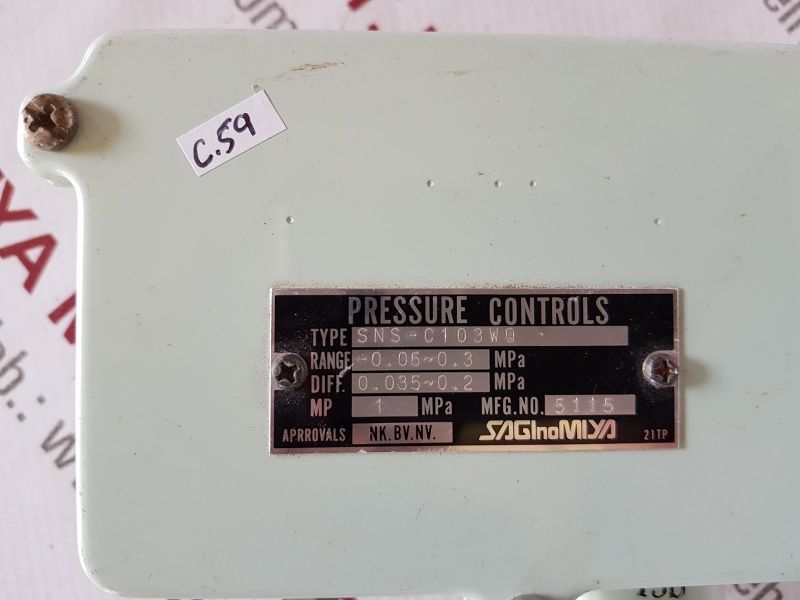 C.59
PRESSURE CONTROLS
TYPE SNS-C103WQ
RANGE -0.06~0.3 MPa
DIFF. 0.035~0.2 MPa
MP 1 MPa MFG.NO. 5115
APRROVALS NK.BV.NV. SAGInoMIYA 21TP